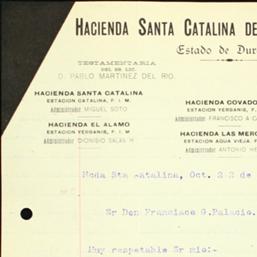 HACIENDA SANTA CATALINA DE
Estado de Dur
TESTAMENTARIA
DEL SR. LIC.
D. PABLO MARTINEZ DEL RIO.
HACIENDA SANTA CATALINA
ESTACION CATALINA, F. I. M.
Administrador MIGUEL SOTO
HACIENDA EL ALAMO
ESTACION YERBANIS, F. I. M.
Administrador DIONISIO SALAS H
HACIENDA COVADO
ESTACION YERBANIS, F.
Administrador FRANCISCO A
HACIENDA LAS MERC
ESTACION AGUA VIEJA, F
Administrador ANTONIO HE
Hcda Sta Catalina, Oct. 22 de
Sr Don Francisco G. Palacio.
Muy respetable Sr mio:-